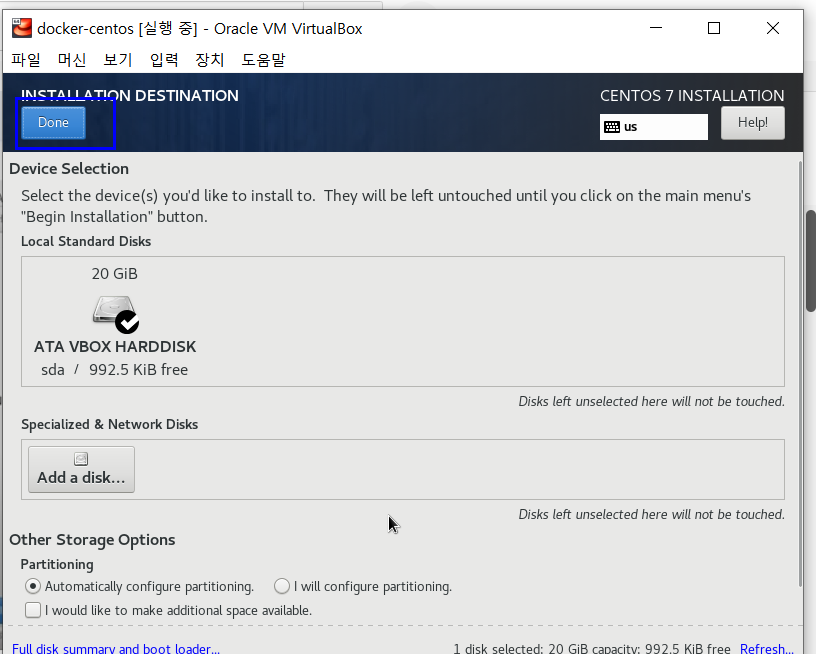 docker-centos [실행 중] - Oracle VM VirtualBox
파일 머신 보기 입력 장치 도움말
INSTALLATION DESTINATION
CENTOS 7 INSTALLATION
Done
us
Help!
Device Selection
Select the device(s) you'd like to install to.  They will be left untouched until you click on the main menu's
"Begin Installation" button.
Local Standard Disks
20 GiB
ATA VBOX HARDDISK
sda / 992.5 KiB free
Disks left unselected here will not be touched.
Specialized & Network Disks
Add a disk...
Disks left unselected here will not be touched.
Other Storage Options
Partitioning
Automatically configure partitioning. I will configure partitioning.
I would like to make additional space available.
Full disk summary and boot loader... 1 disk selected; 20 GiB capacity; 992.5 KiB free Refresh...